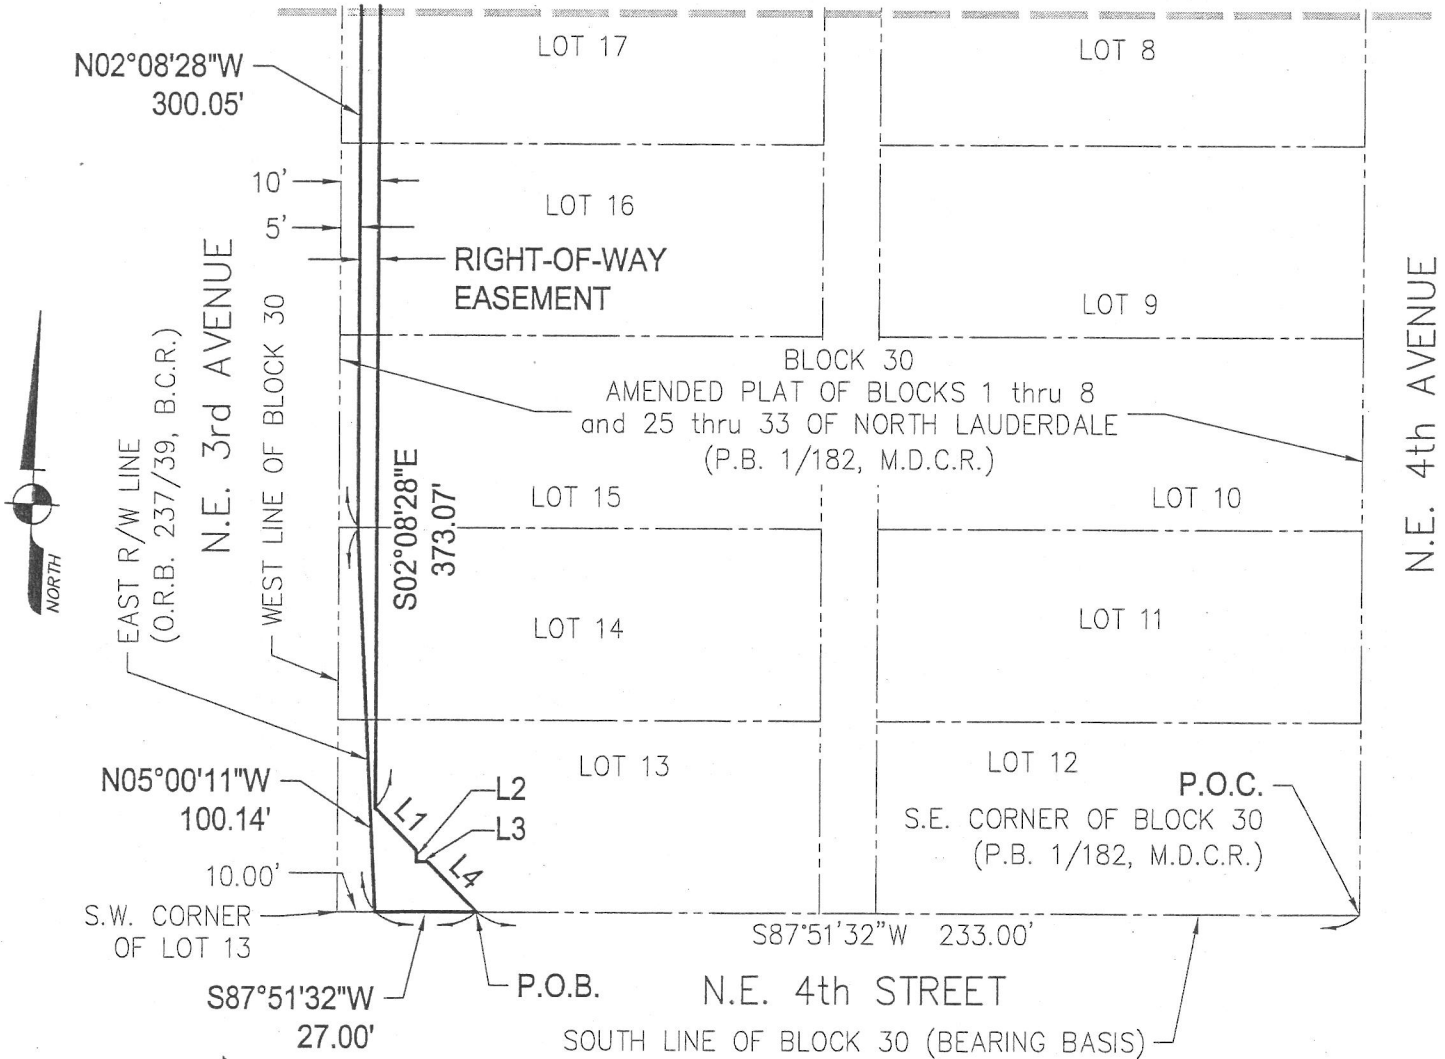 LOT 17
LOT 8
N02°08'28"W
300.05'
10'
5'
LOT 16
RIGHT-OF-WAY
EASEMENT
LOT 9
N.E. 3rd AVENUE
WEST LINE OF BLOCK 30
EAST R/W LINE
(O.R.B. 237/39, B.C.R.)
NORTH
BLOCK 30
AMENDED PLAT OF BLOCKS 1 thru 8
and 25 thru 33 OF NORTH LAUDERDALE
(P.B. 1/182, M.D.C.R.)
N.E. 4th AVENUE
S02°08'28"E
373.07'
LOT 15
LOT 10
LOT 14
LOT 11
LOT 13
LOT 12
N05°00'11"W
100.14'
L1
L2
L3
L4
P.O.C.
S.E. CORNER OF BLOCK 30
(P.B. 1/182, M.D.C.R.)
10.00'
S.W. CORNER
OF LOT 13
S87°51'32"W 233.00'
S87°51'32"W
27.00'
P.O.B.
N.E. 4th STREET
SOUTH LINE OF BLOCK 30 (BEARING BASIS)